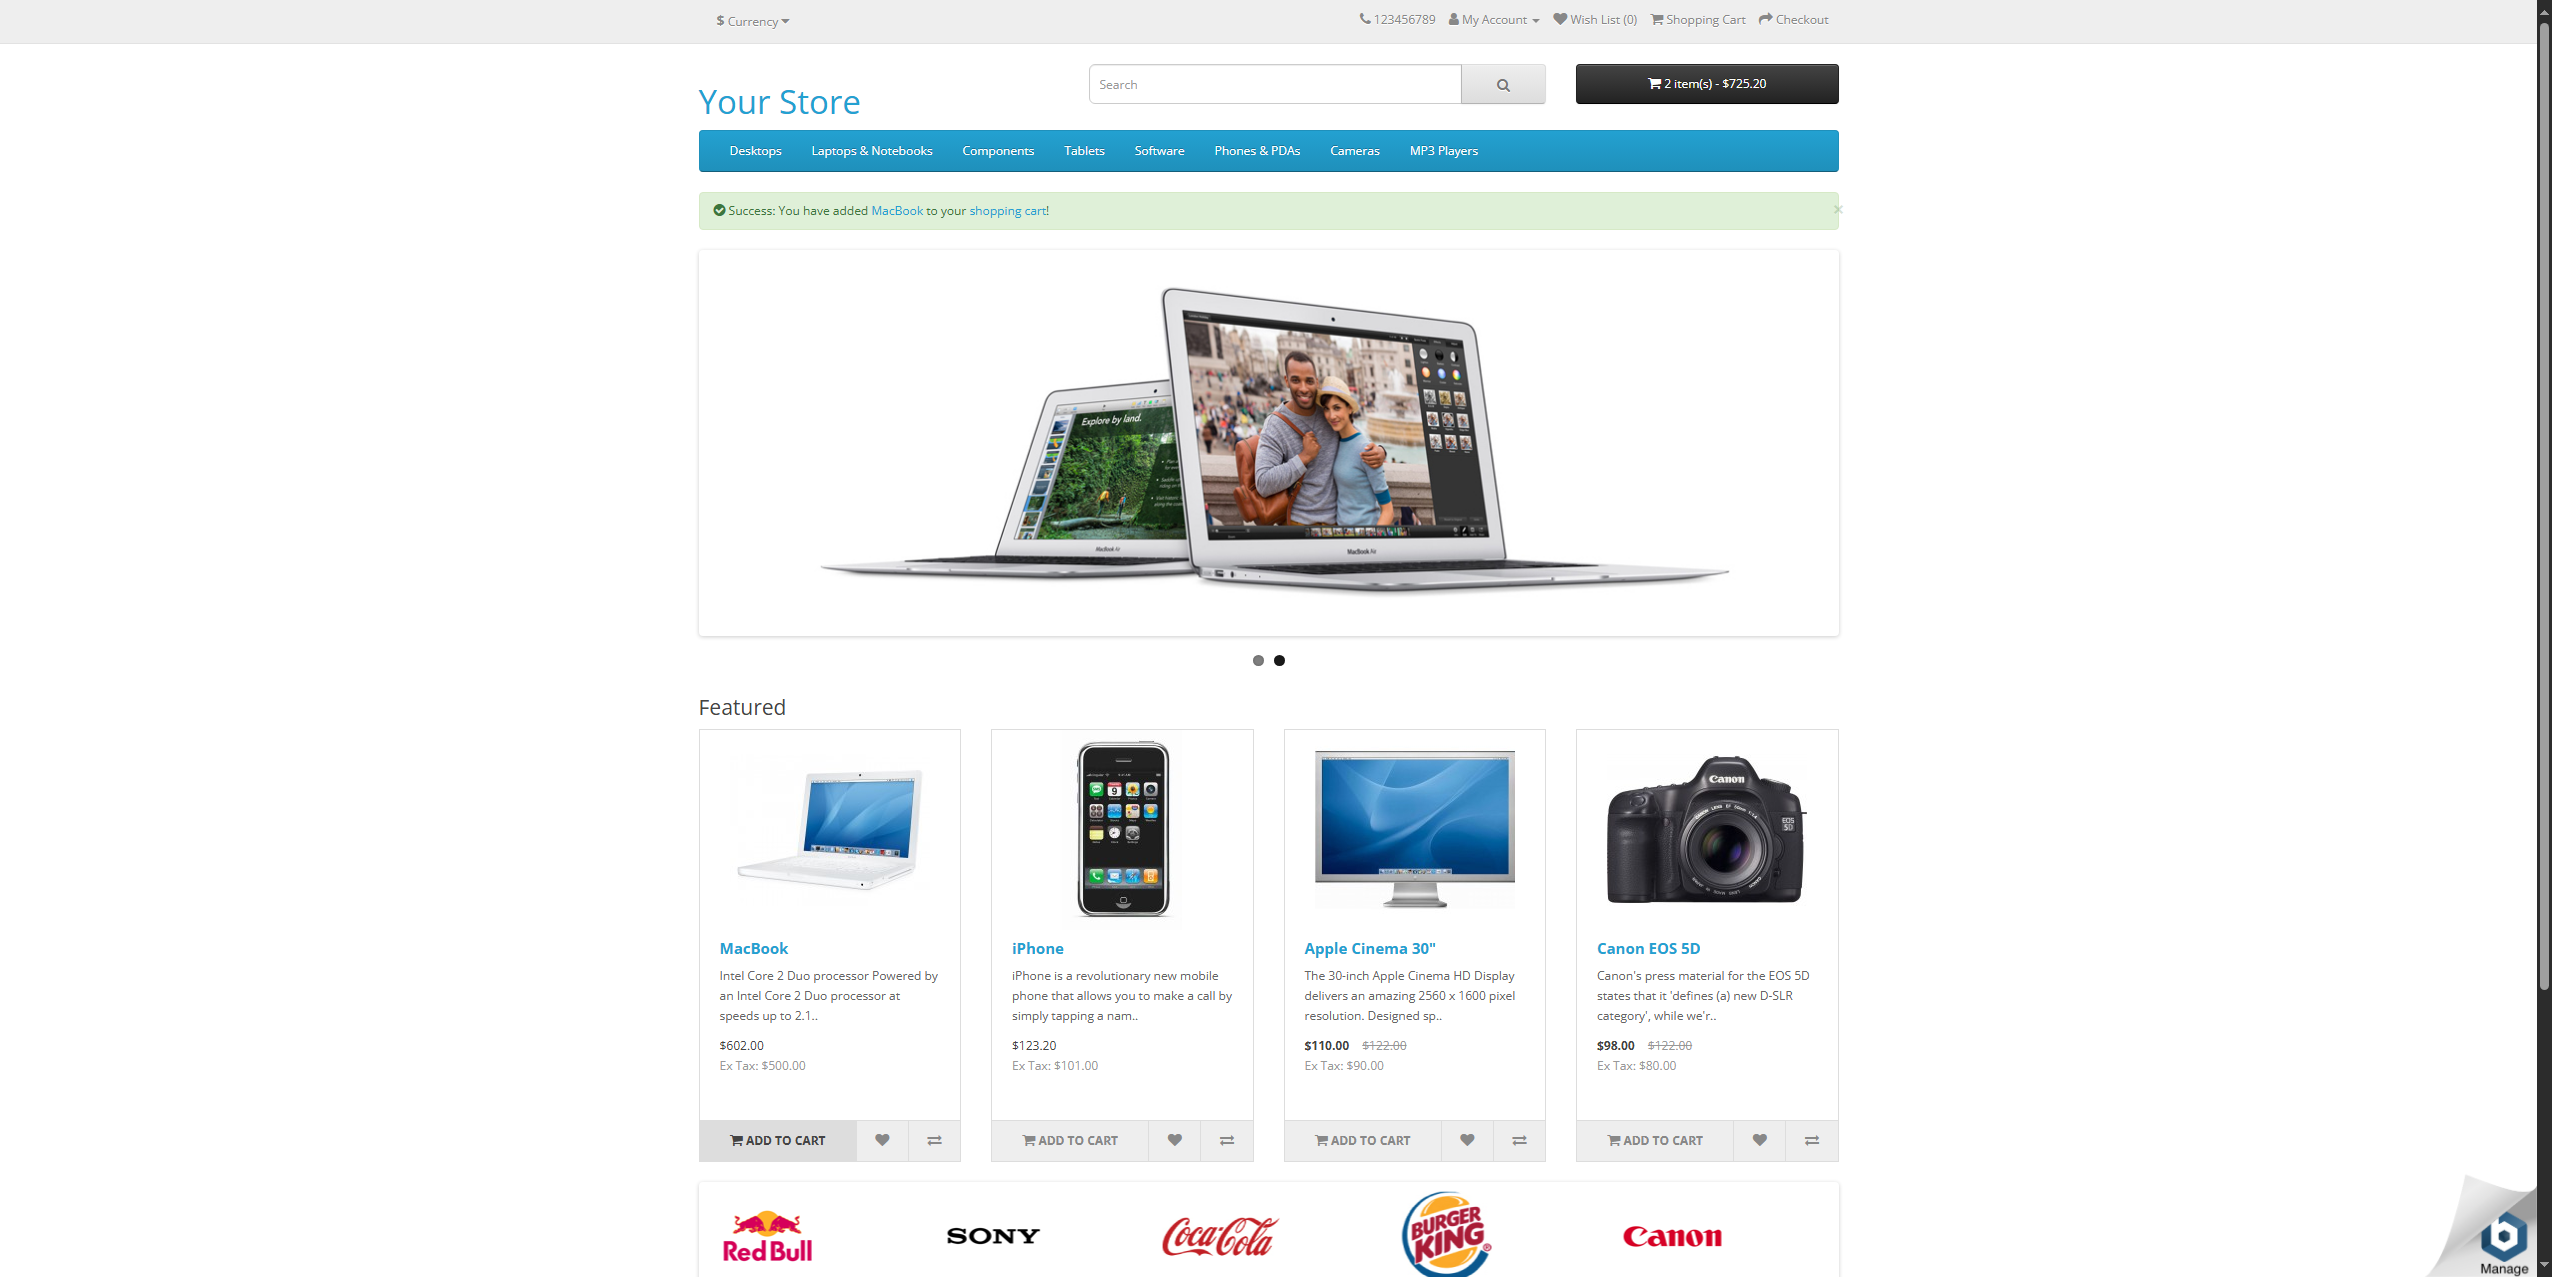 $ Currency
123456789 My Account Wish List (0) Shopping Cart Checkout
Your Store
Search
2 item(s) - $725.20
Desktops Laptops & Notebooks Components Tablets Software Phones & PDAs Cameras MP3 Players
Success: You have added MacBook to your shopping cart!
×
Explore by land.
MacBook Air
MacBook Air
Featured
Canon
EOS
5D
MacBook
Intel Core 2 Duo processor Powered by
an Intel Core 2 Duo processor at
speeds up to 2.1..
$602.00
Ex Tax: $500.00
ADD TO CART
iPhone
iPhone is a revolutionary new mobile
phone that allows you to make a call by
simply tapping a nam..
$123.20
Ex Tax: $101.00
ADD TO CART
Apple Cinema 30"
The 30-inch Apple Cinema HD Display
delivers an amazing 2560 x 1600 pixel
resolution. Designed sp..
$110.00 $122.00
Ex Tax: $90.00
ADD TO CART
Canon EOS 5D
Canon's press material for the EOS 5D
states that it 'defines (a) new D-SLR
category', while we'r..
$98.00 $122.00
Ex Tax: $80.00
ADD TO CART
Red Bull
SONY
Coca-Cola
BURGER
KING
Canon
Manage